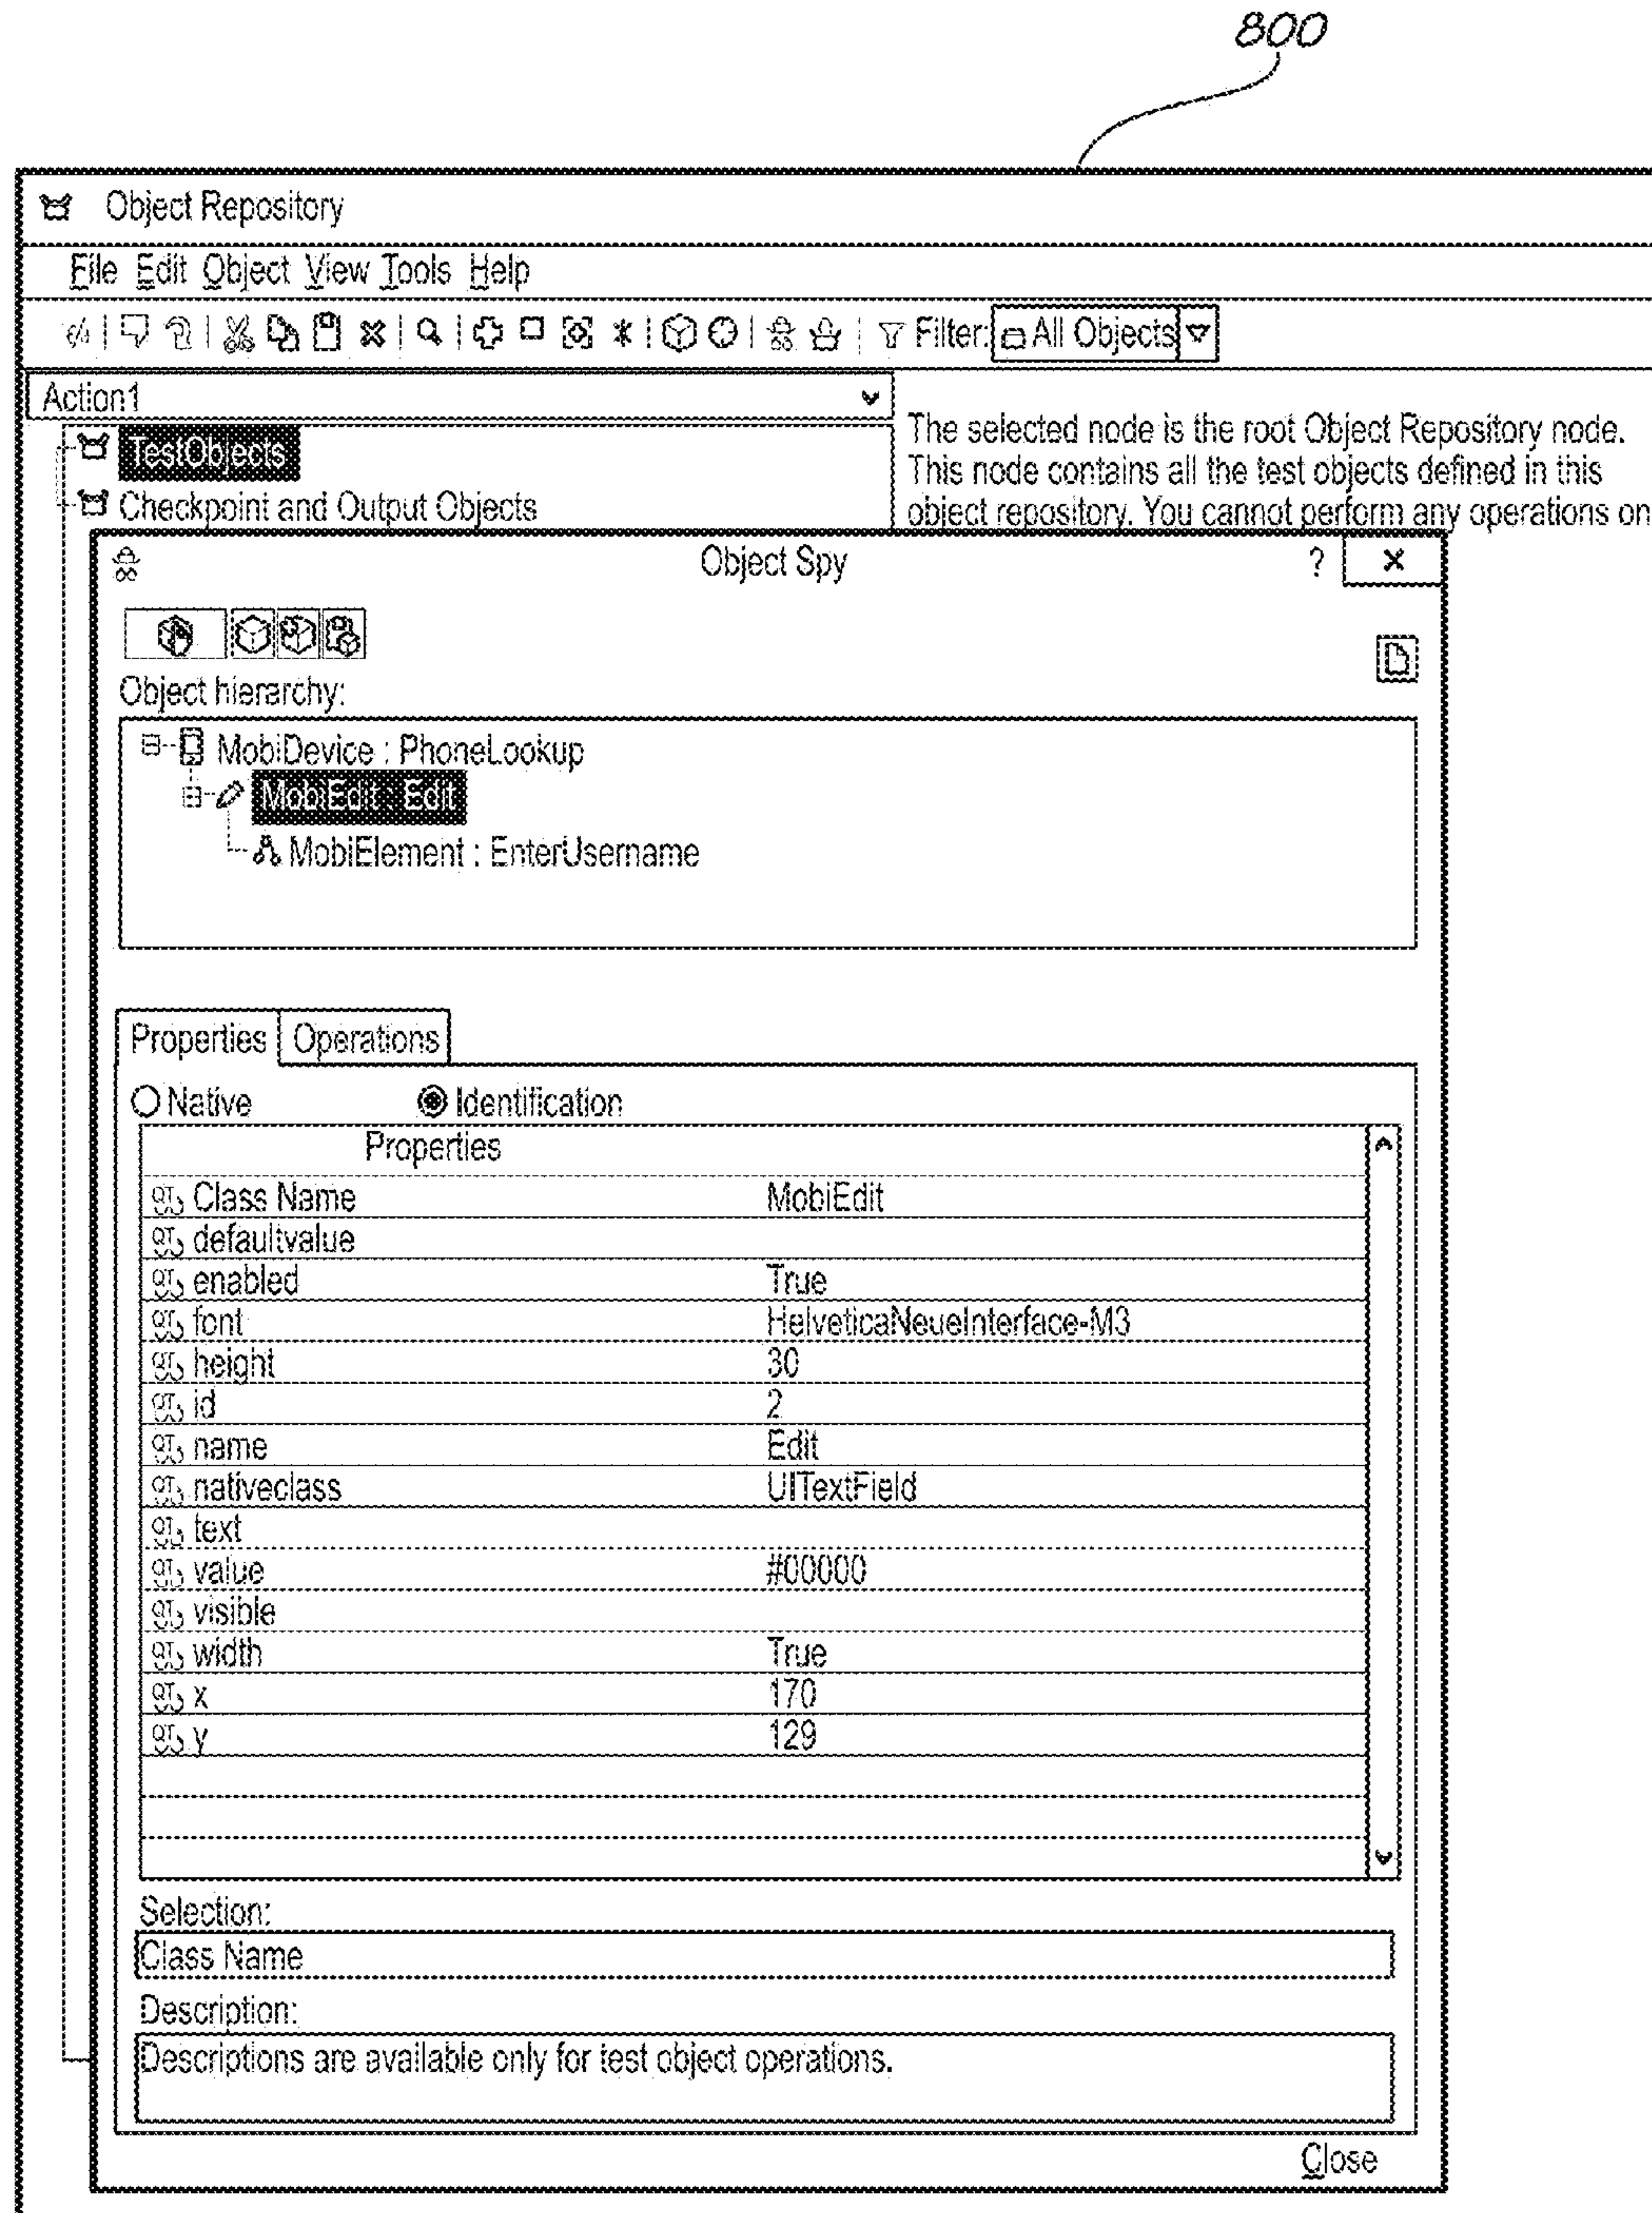 800
Object Repository
File Edit Object View Tools Help
Filter: All Objects
Action1
TestObjects
Checkpoint and Output Objects
The selected node is the root Object Repository node.
This node contains all the test objects defined in this
object repository. You cannot perform any operations on
Object Spy ? ×
Object hierarchy:
MobiDevice : PhoneLookup
MobiEdit : Edit
MobiElement : EnterUsername
Properties Operations
Native Identification
Properties
Class Name MobiEdit
defaultvalue
enabled True
font HelveticaNeueInterface-M3
height 30
id 2
name Edit
nativeclass UITextField
text
value #00000
visible
width True
x 170
y 129
Selection:
Class Name
Description:
Descriptions are available only for test object operations.
Close